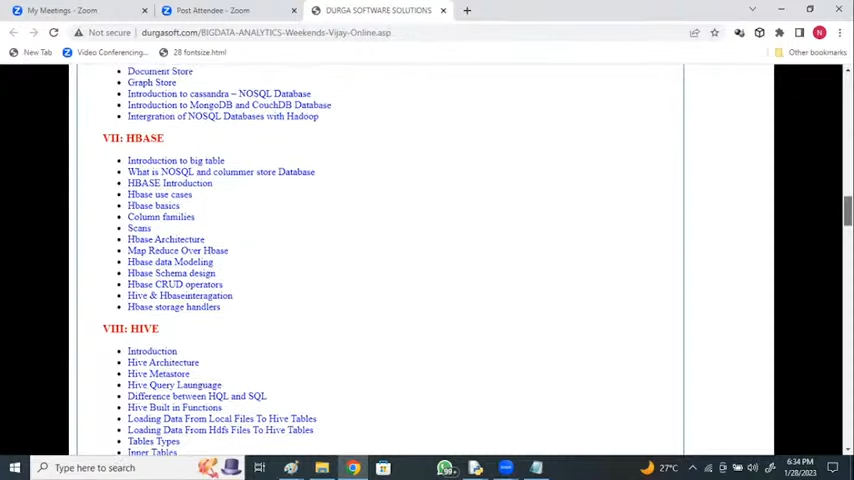 My Meetings - Zoom
Post Attendee - Zoom
DURGA SOFTWARE SOLUTIONS
Not secure
durgasoft.com/BIGDATA-ANALYTICS-Weekends-Vijay-Online.asp
New Tab
Video Conferencing...
28 fontsize.html
Other bookmarks
Document Store
Graph Store
Introduction to cassandra – NOSQL Database
Introduction to MongoDB and CouchDB Database
Intergration of NOSQL Databases with Hadoop
VII: HBASE
Introduction to big table
What is NOSQL and colummer store Database
HBASE Introduction
Hbase use cases
Hbase basics
Column families
Scans
Hbase Architecture
Map Reduce Over Hbase
Hbase data Modeling
Hbase Schema design
Hbase CRUD operators
Hive & Hbaseinteragation
Hbase storage handlers
VIII: HIVE
Introduction
Hive Architecture
Hive Metastore
Hive Query Launguage
Difference between HQL and SQL
Hive Built in Functions
Loading Data From Local Files To Hive Tables
Loading Data From Hdfs Files To Hive Tables
Tables Types
Inner Tables
Type here to search
99+
27°C
6:34 PM
1/28/2023
N